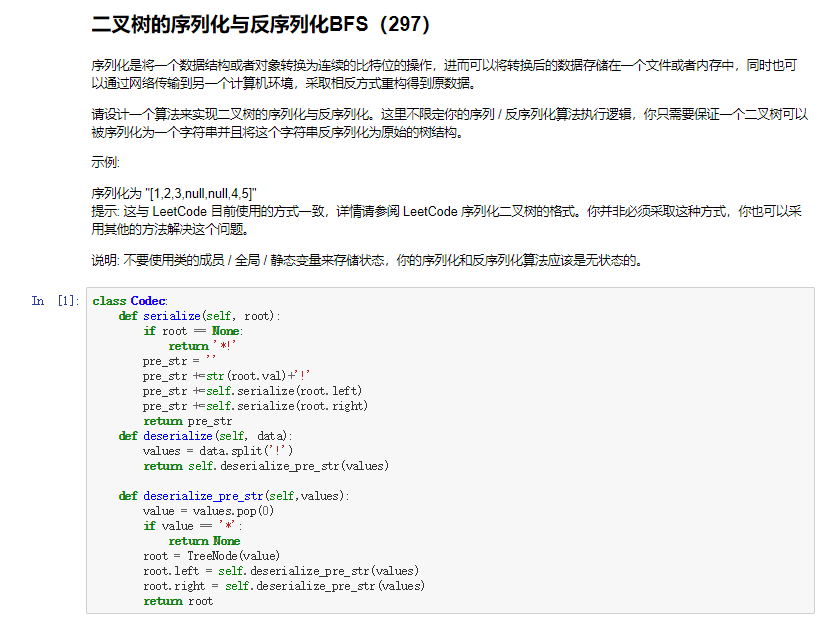 二叉树的序列化与反序列化BFS（297）
序列化是将一个数据结构或者对象转换为连续的比特位的操作，进而可以将转换后的数据存储在一个文件或者内存中，同时也可
以通过网络传输到另一个计算机环境，采取相反方式重构得到原数据。
请设计一个算法来实现二叉树的序列化与反序列化。这里不限定你的序列 / 反序列化算法执行逻辑，你只需要保证一个二叉树可以
被序列化为一个字符串并且将这个字符串反序列化为原始的树结构。
示例:
序列化为 "[1,2,3,null,null,4,5]"
提示: 这与 LeetCode 目前使用的方式一致，详情请参阅 LeetCode 序列化二叉树的格式。你并非必须采取这种方式，你也可以采
用其他的方法解决这个问题。
说明: 不要使用类的成员 / 全局 / 静态变量来存储状态，你的序列化和反序列化算法应该是无状态的。
In [1]: class Codec:
    def serialize(self, root):
        if root == None:
            return '*!'
        pre_str = ''
        pre_str +=str(root.val)+'!'
        pre_str +=self.serialize(root.left)
        pre_str +=self.serialize(root.right)
        return pre_str
    def deserialize(self, data):
        values = data.split('!')
        return self.deserialize_pre_str(values)
    def deserialize_pre_str(self,values):
        value = values.pop(0)
        if value == '*':
            return None
        root = TreeNode(value)
        root.left = self.deserialize_pre_str(values)
        root.right = self.deserialize_pre_str(values)
        return root